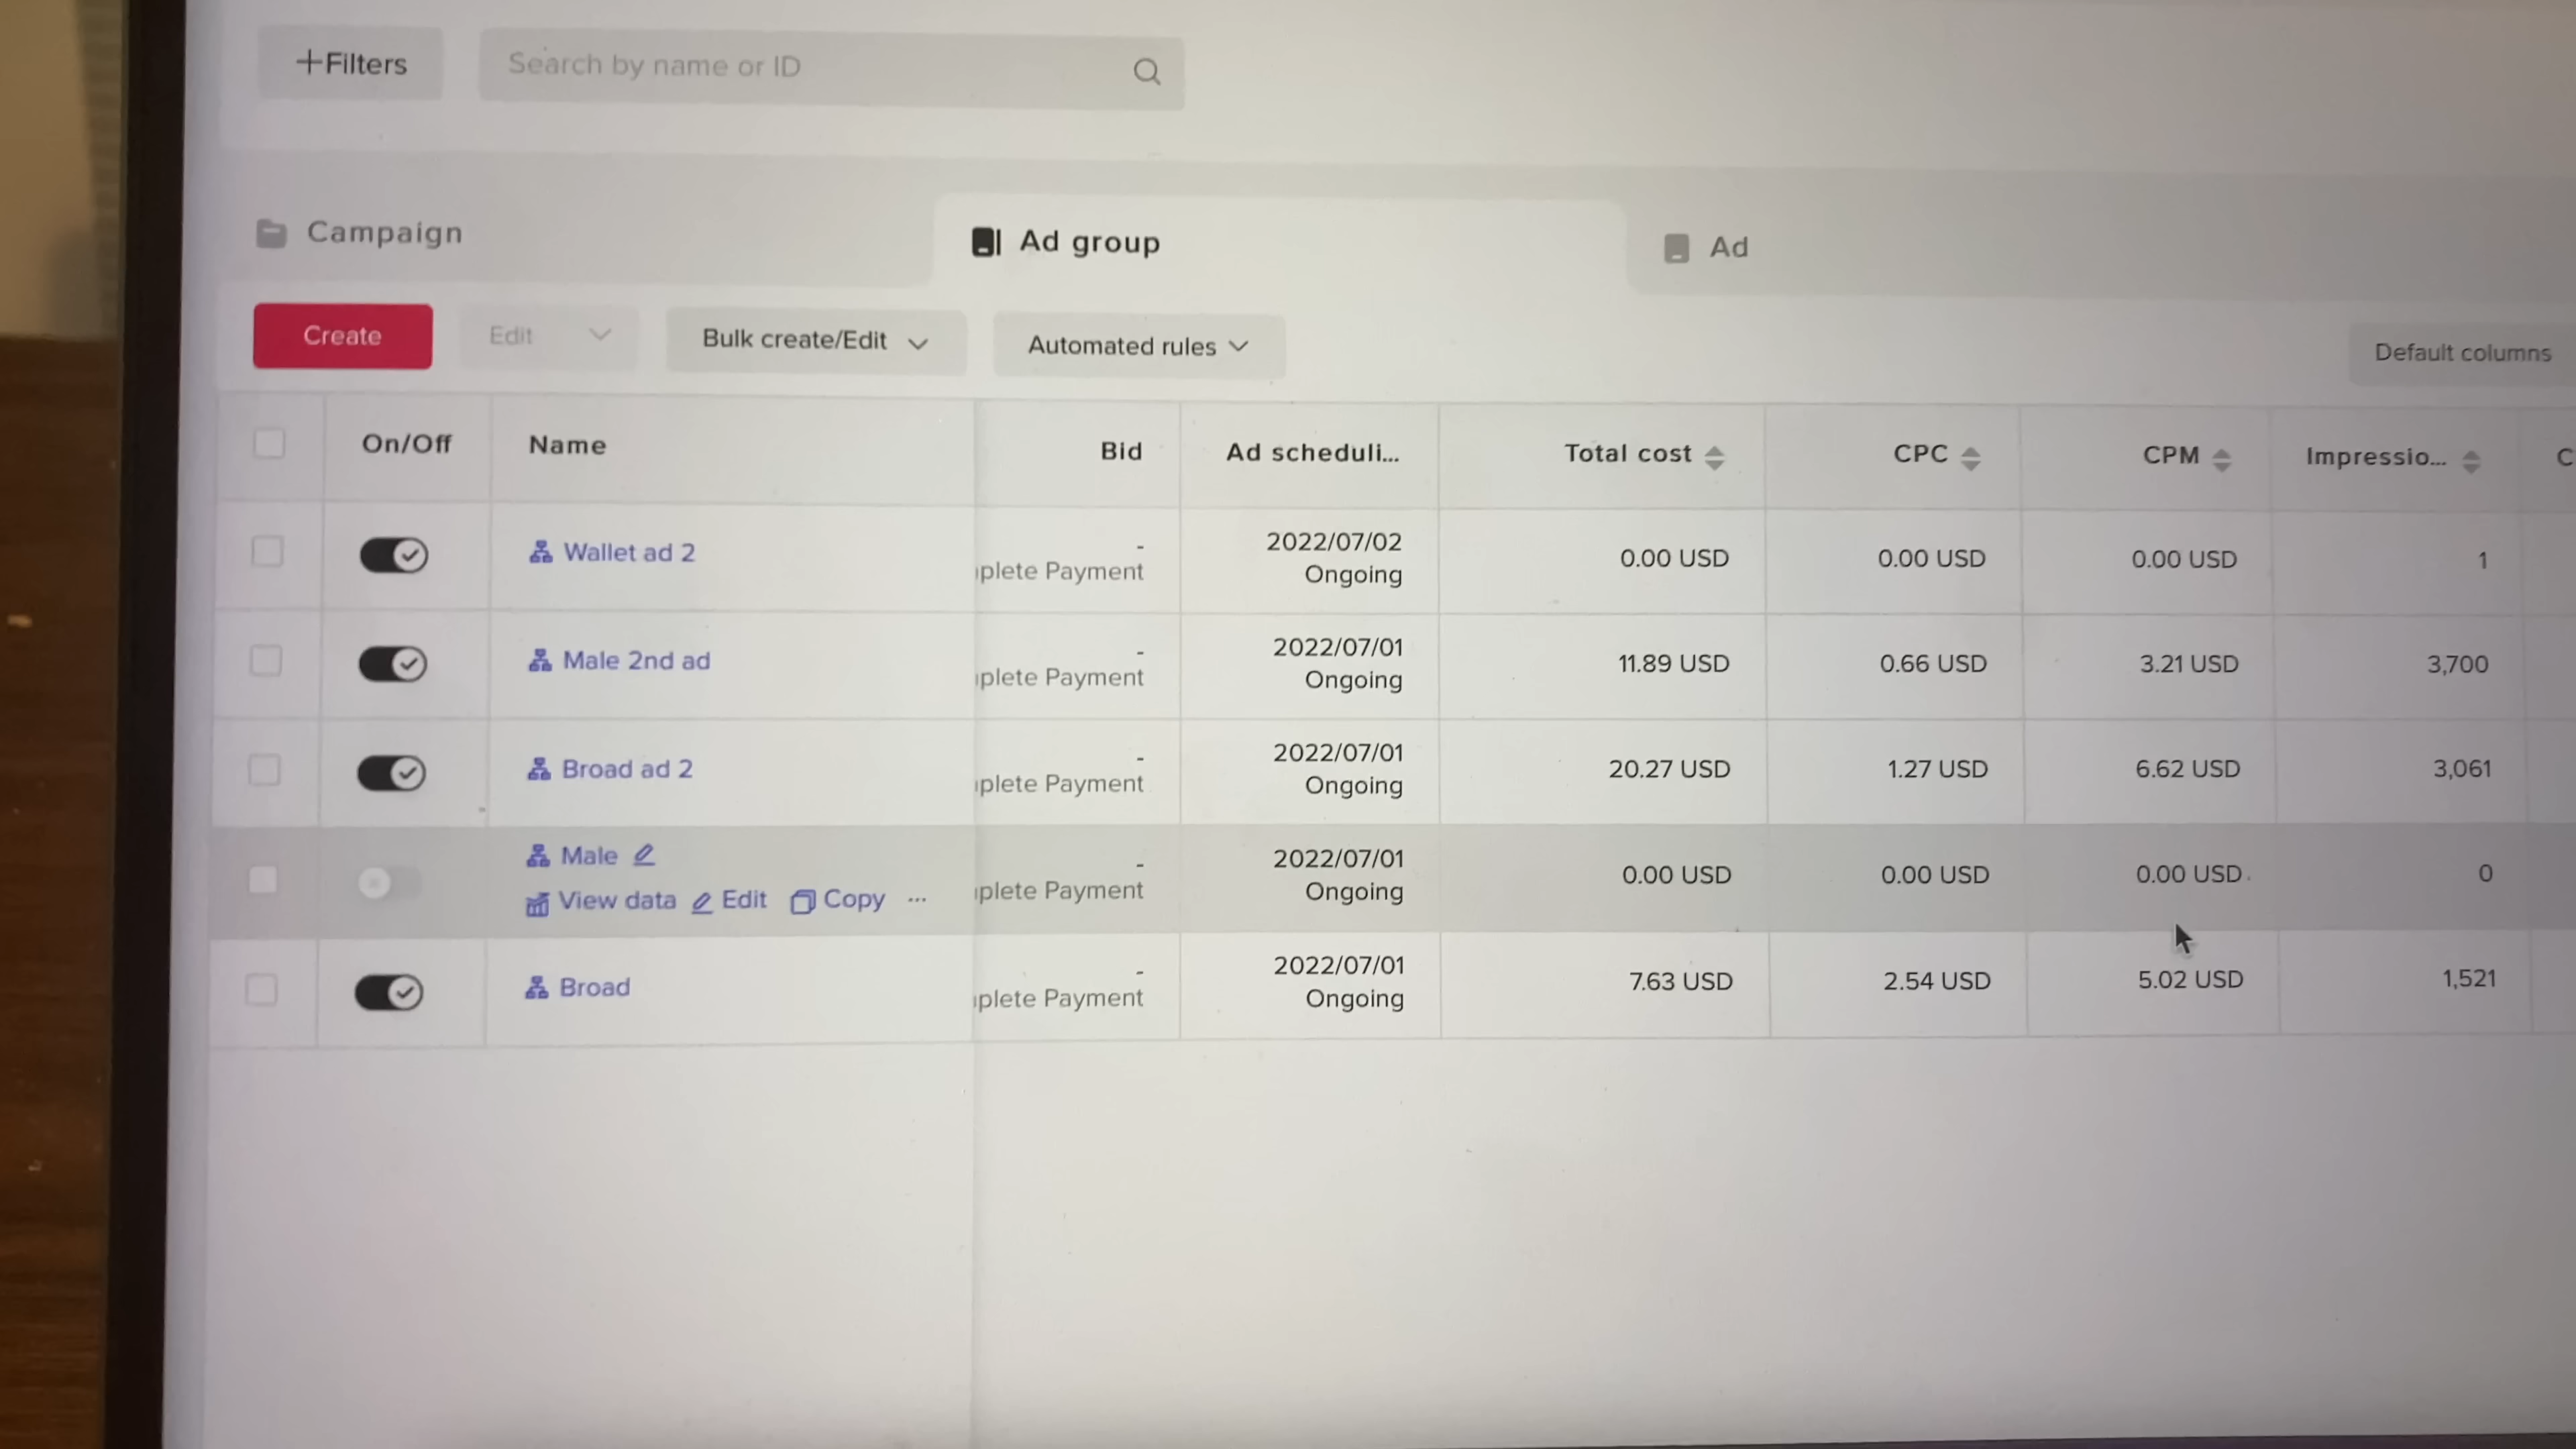 +Filters
Search by name or ID
Campaign
Ad group
Ad
Create
Edit
Bulk create/Edit
Automated rules
Default columns
On/Off Name Bid Ad scheduli... Total cost CPC CPM Impressio... C
Wallet ad 2 - plete Payment 2022/07/02 Ongoing 0.00 USD 0.00 USD 0.00 USD 1
Male 2nd ad - plete Payment 2022/07/01 Ongoing 11.89 USD 0.66 USD 3.21 USD 3,700
Broad ad 2 - plete Payment 2022/07/01 Ongoing 20.27 USD 1.27 USD 6.62 USD 3,061
Male - plete Payment 2022/07/01 Ongoing 0.00 USD 0.00 USD 0.00 USD 0
View data Edit Copy ...
Broad - plete Payment 2022/07/01 Ongoing 7.63 USD 2.54 USD 5.02 USD 1,521